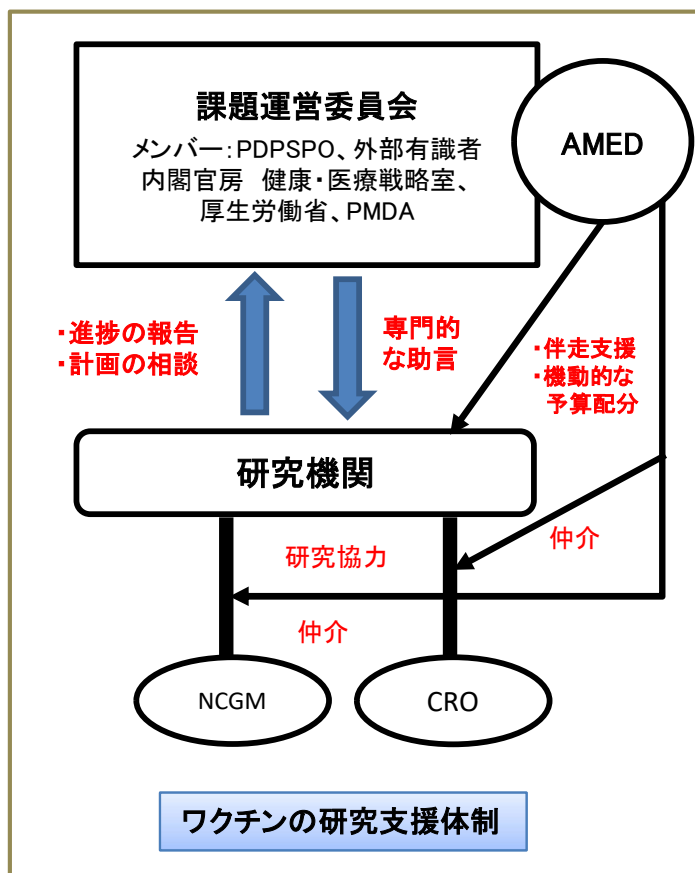 課題運営委員会
メンバー:PDPSPO、外部有識者
内閣官房 健康・医療戦略室、
厚生労働省、PMDA
AMED
・進捗の報告
・計画の相談
専門的
な助言
・伴走支援
・機動的な
予算配分
研究機関
研究協力
仲介
仲介
NCGM
CRO
ワクチンの研究支援体制